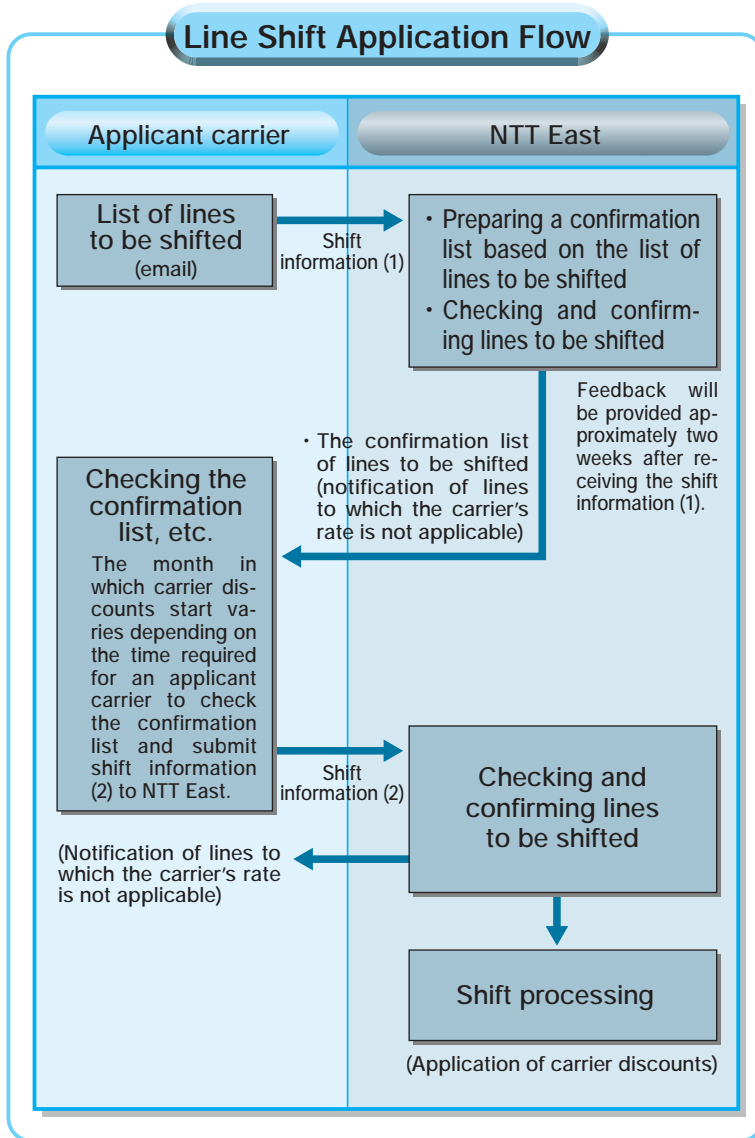 Line Shift Application Flow
Applicant carrier
NTT East
List of lines
to be shifted
(email)
Shift
information (1)
・Preparing a confirmation
list based on the list of
lines to be shifted
・Checking and confirm-
ing lines to be shifted
Feedback will
be provided ap-
proximately two
weeks after re-
ceiving the shift
information (1).
・The confirmation list
of lines to be shifted
(notification of lines
to which the carrier's
rate is not applicable)
Checking the
confirmation
list, etc.
The month in
which carrier dis-
counts start va-
ries depending on
the time required
for an applicant
carrier to check
the confirmation
list and submit
shift information
(2) to NTT East.
Shift
information (2)
Checking and
confirming lines
to be shifted
(Notification of lines to
which the carrier's rate
is not applicable)
Shift processing
(Application of carrier discounts)